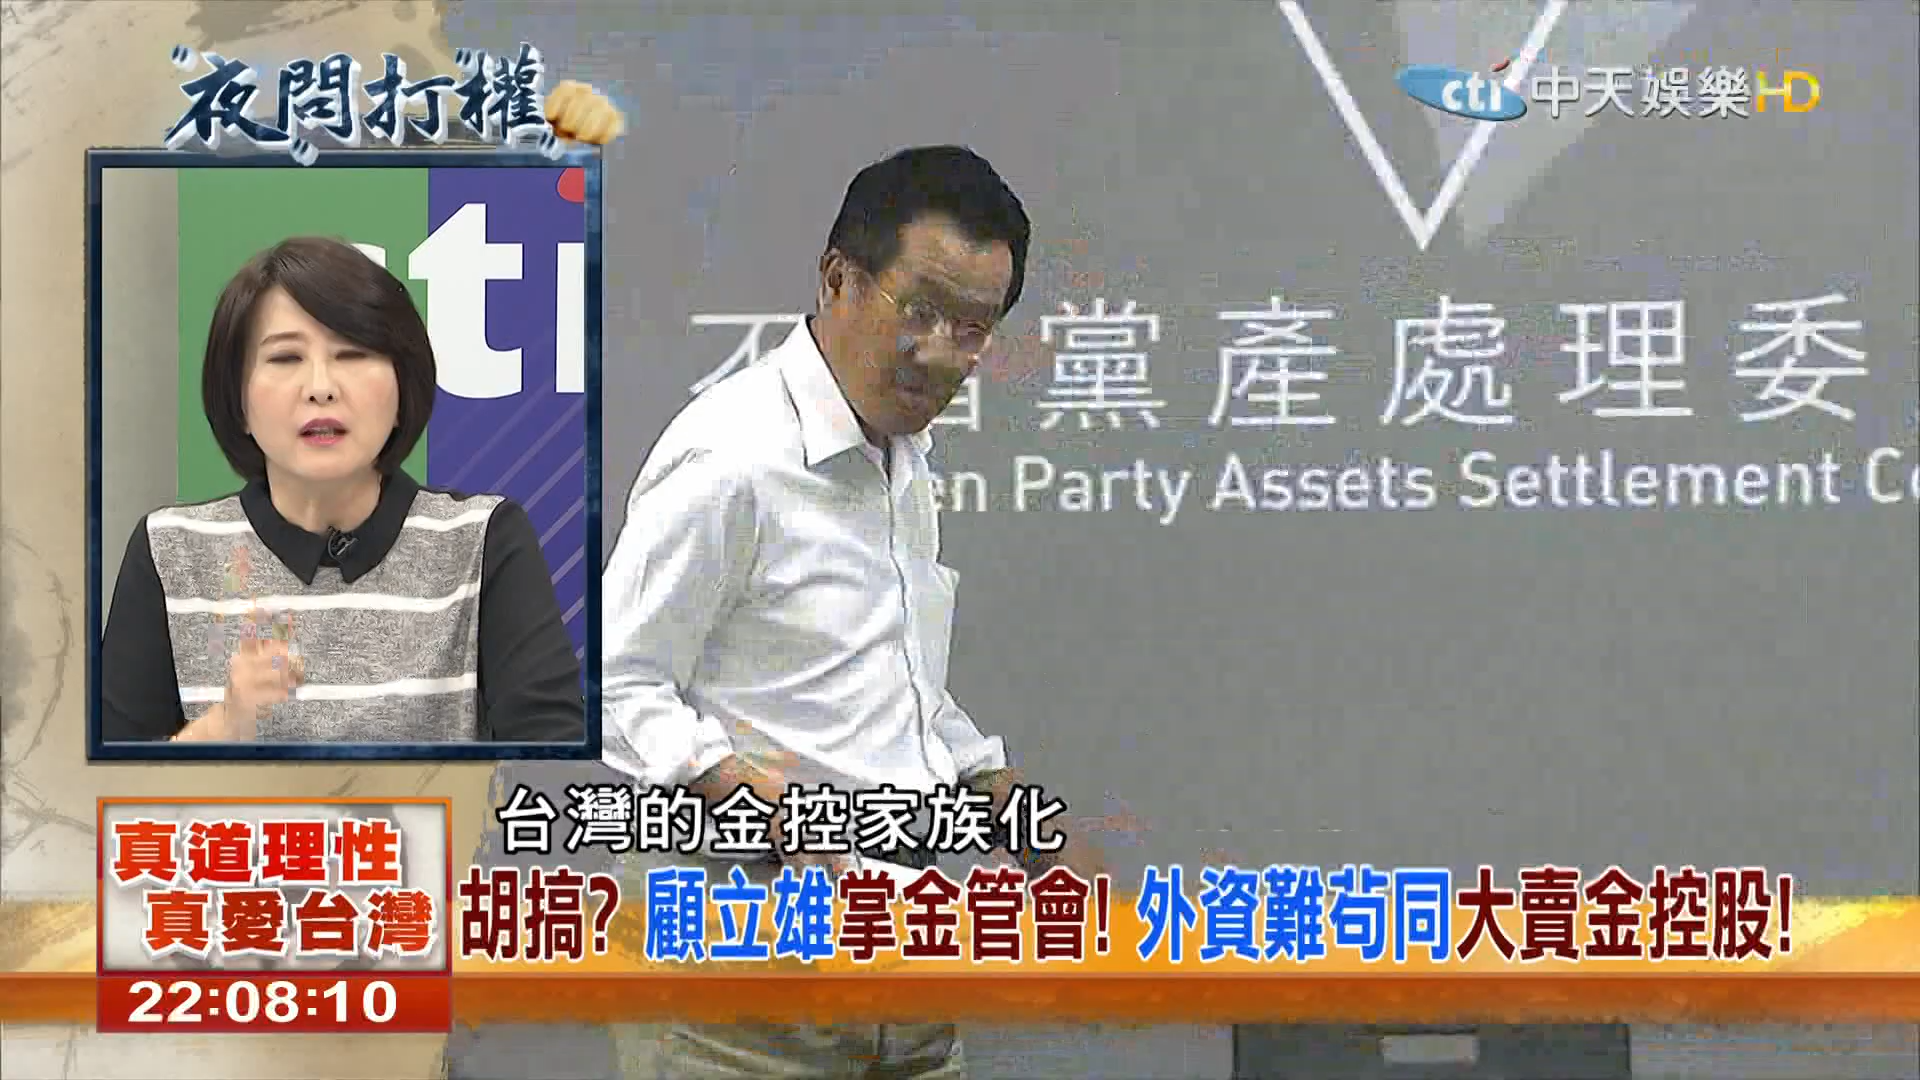 "夜"問打"權"
cti 中天娛樂HD
ti
黨產處理委
en Party Assets Settlement Co
台灣的金控家族化
真道理性
真愛台灣
胡搞? 顧立雄掌金管會! 外資難苟同大賣金控股!
22:08:10